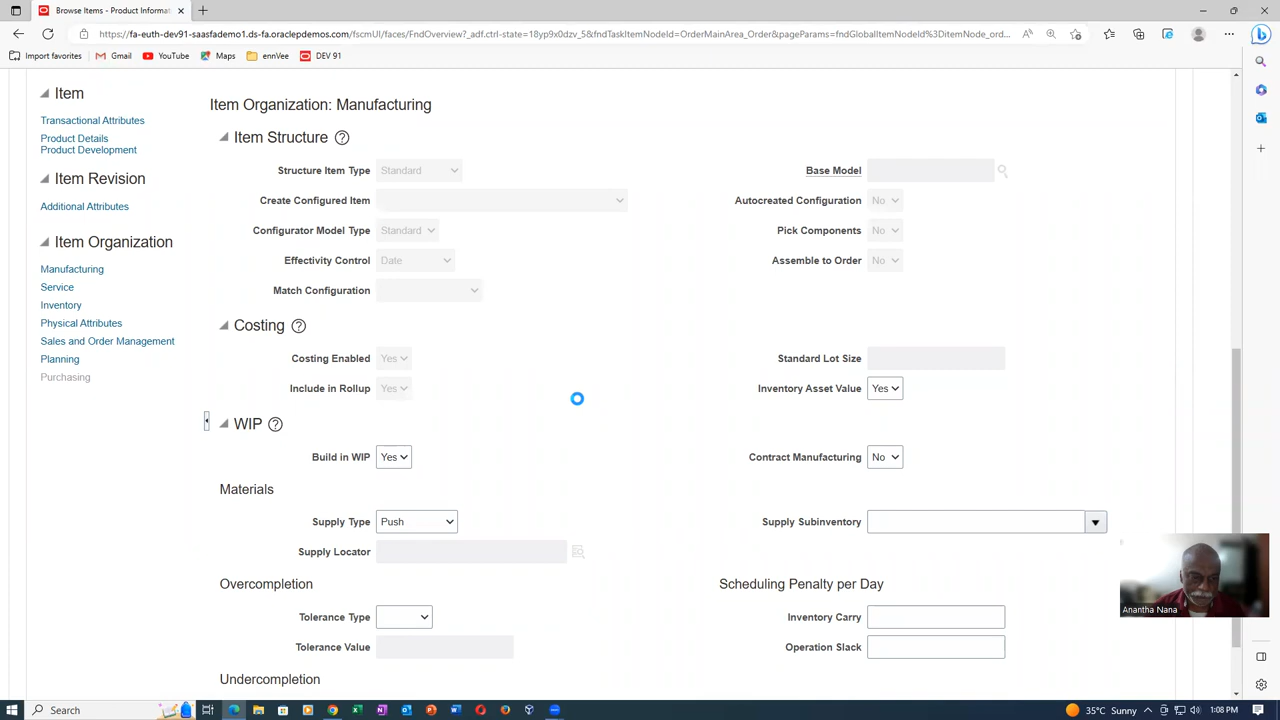 Browse Items - Product Informat
https://fa-euth-dev91-saasfademo1.ds-fa.oraclepdemos.com/fscmUI/faces/FndOverview?_adf.ctrl-state=18yp9x0dzv_5&fndTaskItemNodeId=OrderMainArea_Order&pageParams=fndGlobalItemNodeId%3DitemNode_ord...
Import favorites Gmail YouTube Maps ennVee DEV 91
Item
Transactional Attributes
Product Details
Product Development
Item Revision
Additional Attributes
Item Organization
Manufacturing
Service
Inventory
Physical Attributes
Sales and Order Management
Planning
Purchasing
Item Organization: Manufacturing
Item Structure
Structure Item Type Standard Base Model
Create Configured Item Autocreated Configuration No
Configurator Model Type Standard Pick Components No
Effectivity Control Date Assemble to Order No
Match Configuration
Costing
Costing Enabled Yes Standard Lot Size
Include in Rollup Yes Inventory Asset Value Yes
WIP
Build in WIP Yes Contract Manufacturing No
Materials
Supply Type Push Supply Subinventory
Supply Locator
Overcompletion Scheduling Penalty per Day
Tolerance Type Inventory Carry
Tolerance Value Operation Slack
Undercompletion
Anantha Nana
Search 35°C Sunny 1:08 PM